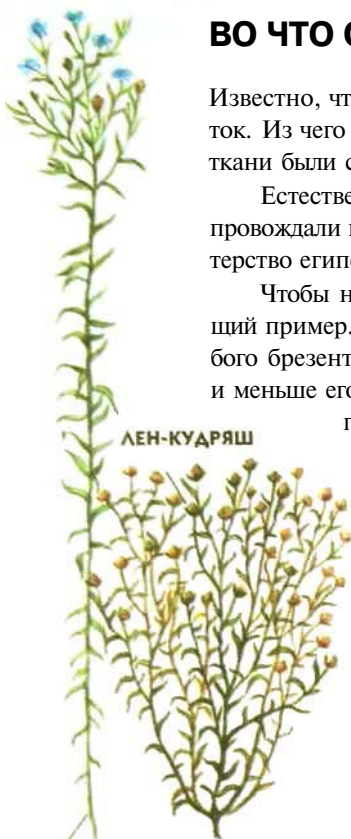 ВО ЧТО
Известно, чт
ток. Из чего
ткани были с
Естестве
провождали
терство егип
Чтобы н
щий пример.
бого брезент
и меньше его
ЛЕН-КУДРЯШ